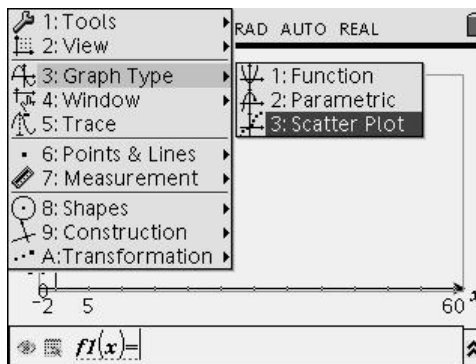 1: Tools
2: View
3: Graph Type
4: Window
5: Trace
6: Points & Lines
7: Measurement
8: Shapes
9: Construction
A:Transformation
RAD AUTO REAL
1: Function
2: Parametric
3: Scatter Plot
0
-2 5 60 x
f1(x)=